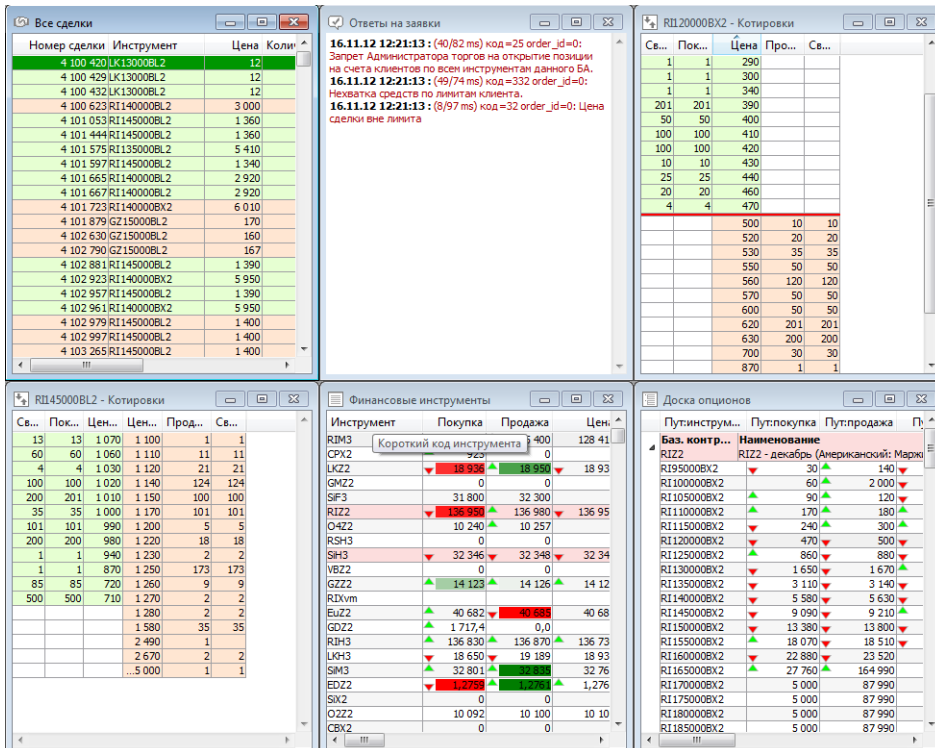 Все сделки
Номер сделки Инструмент Цена Колич
4 100 420 LK13000BL2 12
4 100 429 LK13000BL2 12
4 100 432 LK13000BL2 12
4 100 623 RI140000BL2 3 000
4 101 053 RI145000BL2 1 360
4 101 444 RI145000BL2 1 360
4 101 575 RI135000BL2 5 410
4 101 597 RI145000BL2 1 340
4 101 665 RI140000BL2 2 920
4 101 667 RI140000BL2 2 920
4 101 723 RI140000BX2 6 010
4 101 879 GZ15000BL2 170
4 102 630 GZ15000BL2 160
4 102 790 GZ15000BL2 167
4 102 881 RI145000BL2 1 390
4 102 923 RI140000BX2 5 950
4 102 957 RI145000BL2 1 390
4 102 961 RI140000BX2 5 950
4 102 979 RI145000BL2 1 400
4 102 997 RI145000BL2 1 400
4 103 265 RI145000BL2 1 400
Ответы на заявки
16.11.12 12:21:13 : (40/82 ms) код=25 order_id=0:
Запрет Администратора торгов на открытие позиции
на счета клиентов по всем инструментам данного БА.
16.11.12 12:21:13 : (49/74 ms) код=332 order_id=0:
Нехватка средств по лимитам клиента.
16.11.12 12:21:13 : (8/97 ms) код=32 order_id=0: Цена
сделки вне лимита
RI120000BX2 - Котировки
Св... Пок... Цена Про... Св...
1 1 290
1 1 300
1 1 340
201 201 390
50 50 400
100 100 410
100 100 420
10 10 430
25 25 440
20 20 460
4 4 470
500 10 10
520 20 20
530 35 35
550 50 50
560 120 120
570 50 50
600 50 50
620 201 201
630 200 200
700 30 30
870 1 1
RI145000BL2 - Котировки
Св... Пок... Цен... Цен... Прод... Св...
13 13 1 070 1 100 1 1
60 60 1 060 1 110 11 11
4 4 1 030 1 120 21 21
100 100 1 020 1 140 124 124
200 201 1 010 1 150 100 100
35 35 1 000 1 170 101 101
101 101 990 1 200 5 5
200 200 980 1 220 18 18
1 1 940 1 230 2 2
1 1 870 1 250 173 173
85 85 720 1 260 9 9
500 500 710 1 270 2 2
1 280 2 2
1 580 35 35
2 490 1
2 670 2 2
...5 000 1 1
Финансовые инструменты
Инструмент Покупка Продажа Цена
RIM3 5 400 128 41
Короткий код инструмента
CPX2 925 0
LKZ2 18 936 18 950 18 93
GMZ2 0 0
SiF3 31 800 32 300
RIZ2 136 950 136 980 136 95
O4Z2 10 240 10 257
RSH3 0 0
SiH3 32 346 32 348 32 34
VBZ2 0 0
GZZ2 14 123 14 126 14 12
RIXvm
EuZ2 40 682 40 685 40 68
GDZ2 1 717,4 0,0
RIH3 136 830 136 870 136 73
LKH3 18 650 19 189 18 93
SiM3 32 801 32 835 32 76
EDZ2 1,2759 1,2761 1,276
SiX2 0 0
O2Z2 10 092 10 100 10 10
CBX2 0 0
Доска опционов
Пут:инструм... Пут:покупка Пут:продажа
Баз. контр... Наименование
RIZ2 RIZ2 - декабрь (Американский: Маржи
RI95000BX2 30 140
RI100000BX2 60 2 000
RI105000BX2 90 120
RI110000BX2 170 180
RI115000BX2 240 300
RI120000BX2 470 500
RI125000BX2 860 880
RI130000BX2 1 650 1 670
RI135000BX2 3 110 3 140
RI140000BX2 5 580 5 630
RI145000BX2 9 090 9 210
RI150000BX2 13 380 13 800
RI155000BX2 18 070 18 510
RI160000BX2 22 880 23 520
RI165000BX2 27 760 164 990
RI170000BX2 5 000 87 990
RI175000BX2 5 000 87 990
RI180000BX2 5 000 87 990
RI185000BX2 5 000 87 990